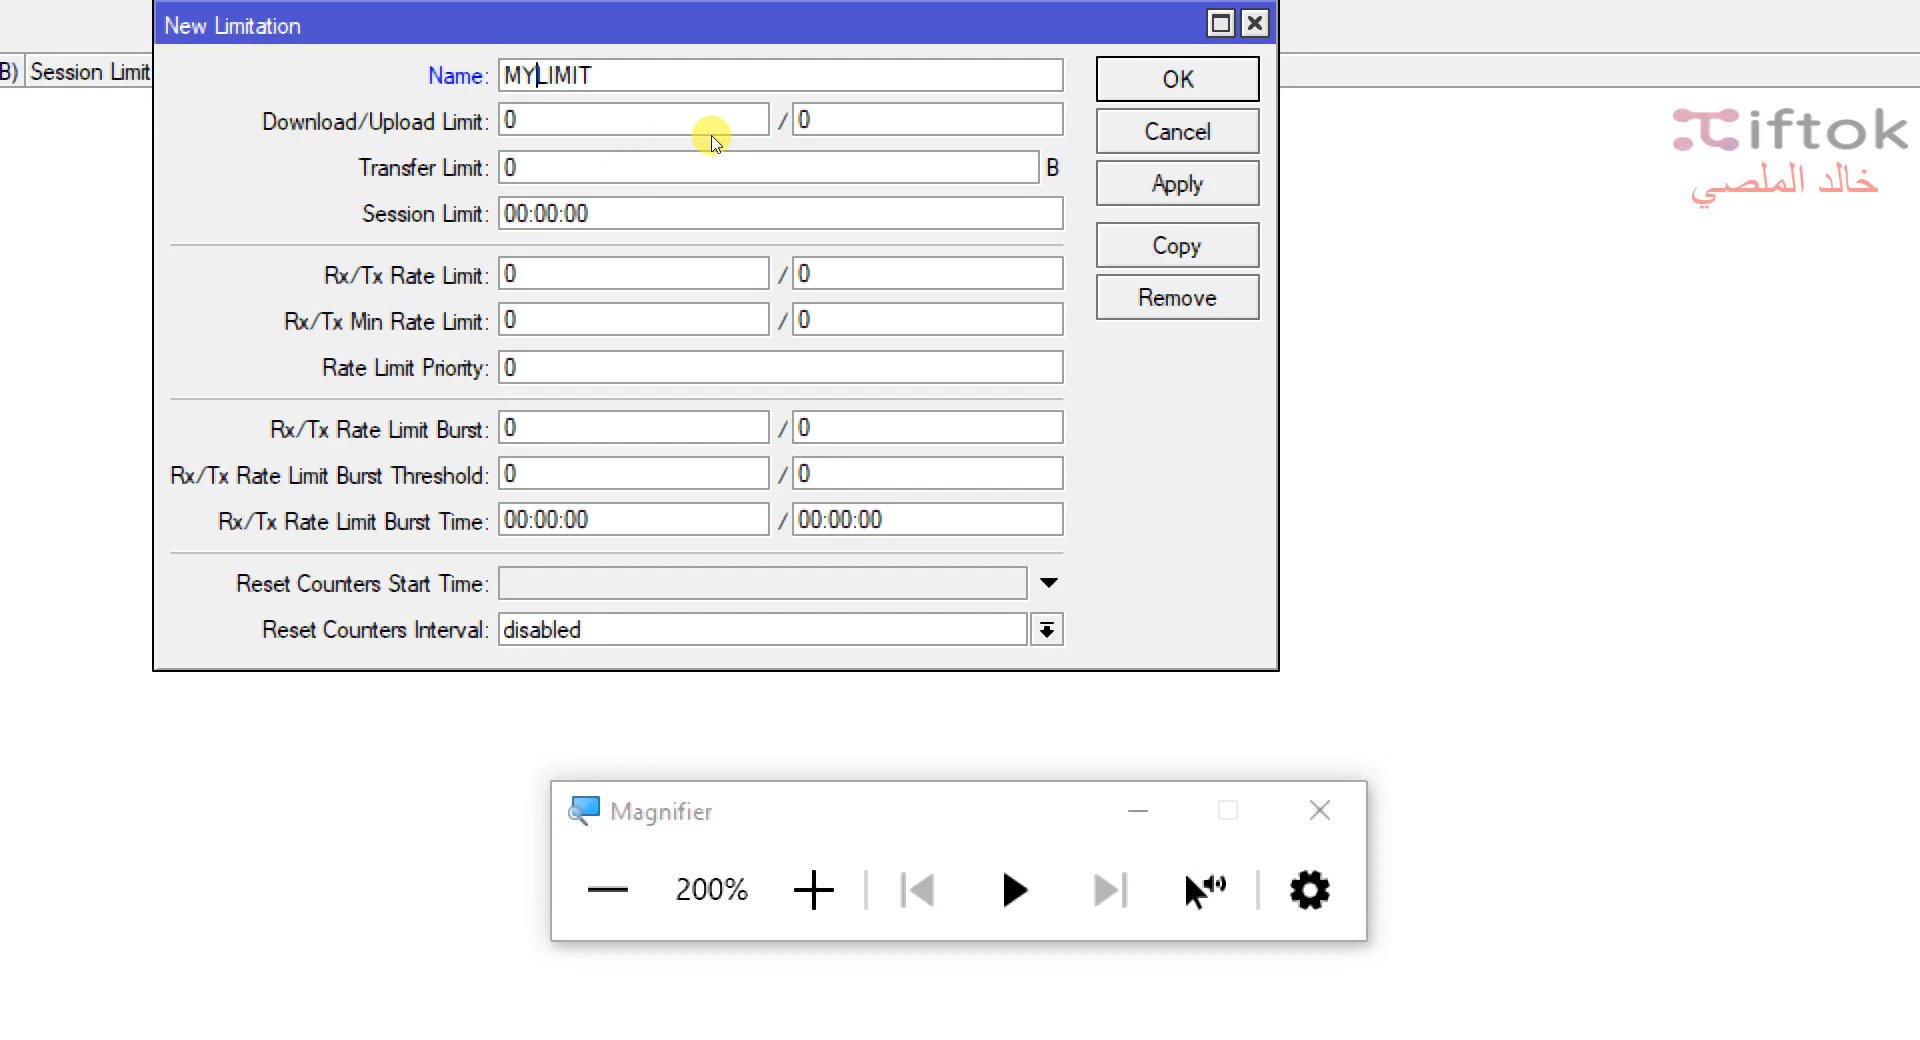 New Limitation
B) Session Limit
Name: MYLIMIT
Download/Upload Limit: 0 / 0
Transfer Limit: 0 B
Session Limit: 00:00:00
Rx/Tx Rate Limit: 0 / 0
Rx/Tx Min Rate Limit: 0 / 0
Rate Limit Priority: 0
Rx/Tx Rate Limit Burst: 0 / 0
Rx/Tx Rate Limit Burst Threshold: 0 / 0
Rx/Tx Rate Limit Burst Time: 00:00:00 / 00:00:00
Reset Counters Start Time:
Reset Counters Interval: disabled
OK
Cancel
Apply
Copy
Remove
Tiftok
خالد الملصي
Magnifier
200%